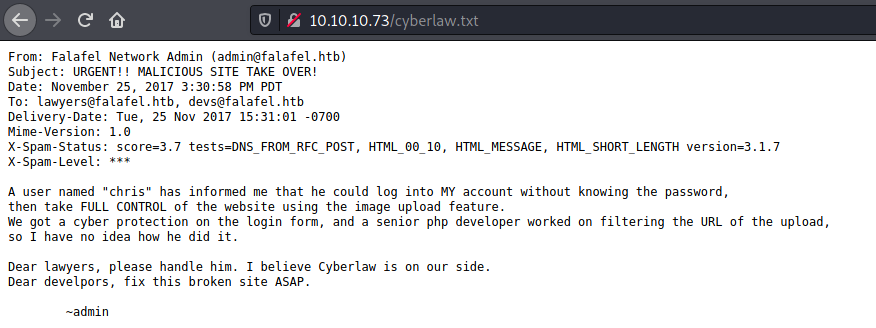 10.10.10.73/cyberlaw.txt
From: Falafel Network Admin (admin@falafel.htb)
Subject: URGENT!! MALICIOUS SITE TAKE OVER!
Date: November 25, 2017 3:30:58 PM PDT
To: lawyers@falafel.htb, devs@falafel.htb
Delivery-Date: Tue, 25 Nov 2017 15:31:01 -0700
Mime-Version: 1.0
X-Spam-Status: score=3.7 tests=DNS_FROM_RFC_POST, HTML_00_10, HTML_MESSAGE, HTML_SHORT_LENGTH version=3.1.7
X-Spam-Level: ***
A user named "chris" has informed me that he could log into MY account without knowing the password,
then take FULL CONTROL of the website using the image upload feature.
We got a cyber protection on the login form, and a senior php developer worked on filtering the URL of the upload,
so I have no idea how he did it.
Dear lawyers, please handle him. I believe Cyberlaw is on our side.
Dear develpors, fix this broken site ASAP.
~admin